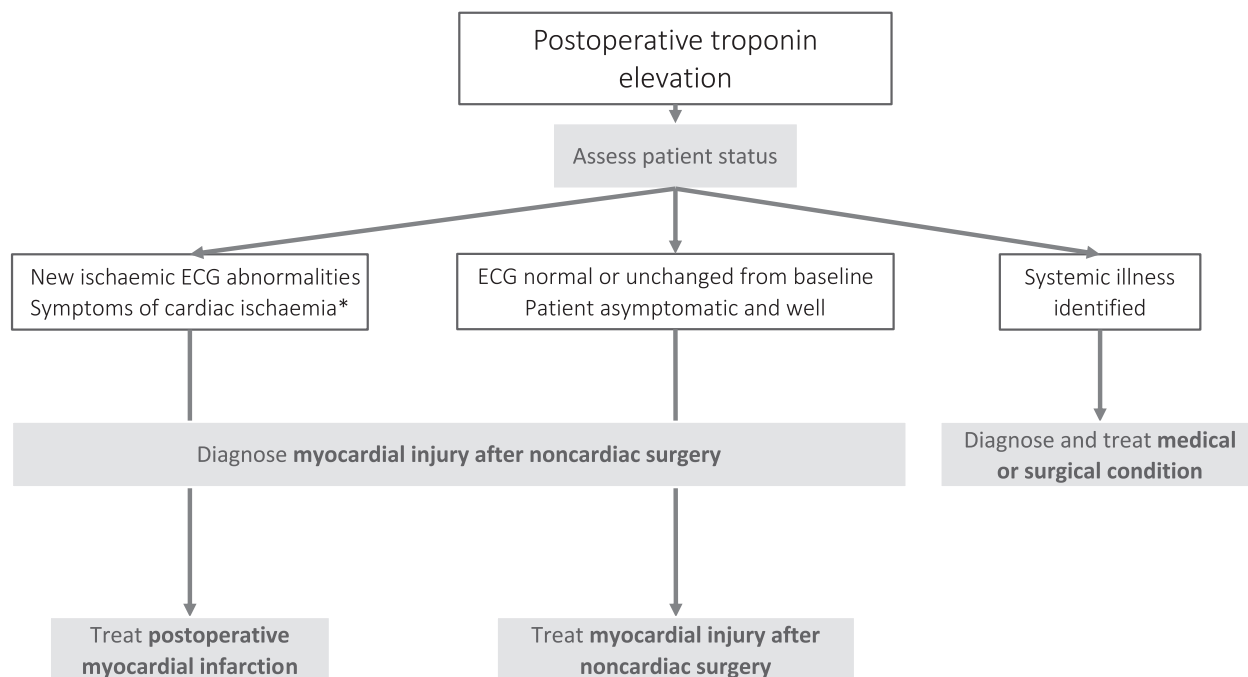 Postoperative troponin
elevation
Assess patient status
New ischaemic ECG abnormalities
Symptoms of cardiac ischaemia*
ECG normal or unchanged from baseline
Patient asymptomatic and well
Systemic illness
identified
Diagnose myocardial injury after noncardiac surgery
Diagnose and treat medical
or surgical condition
Treat postoperative
myocardial infarction
Treat myocardial injury after
noncardiac surgery